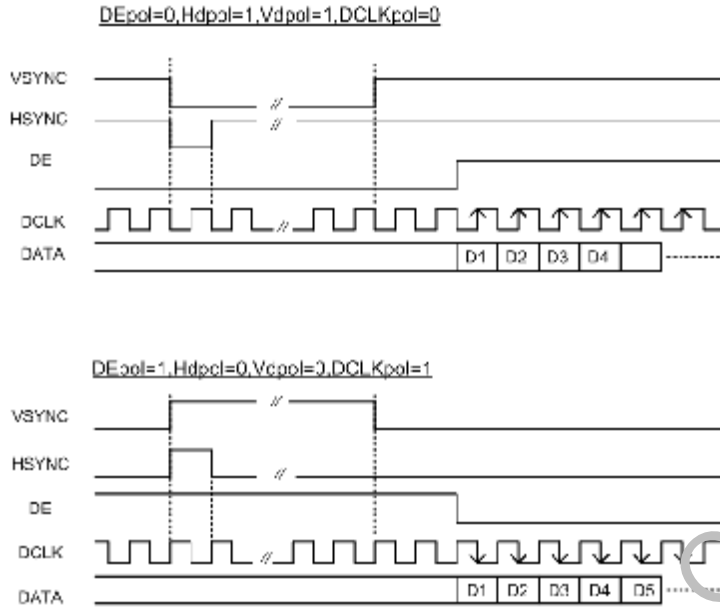 DEpol=0,Hdpol=1,Vdpol=1,DCLKpol=0
VSYNC
HSYNC
DE
DCLK
DATA D1 D2 D3 D4
DEpol=1,Hdpol=0,Vdpol=0,DCLKpol=1
VSYNC
HSYNC
DE
DCLK
DATA D1 D2 D3 D4 D5